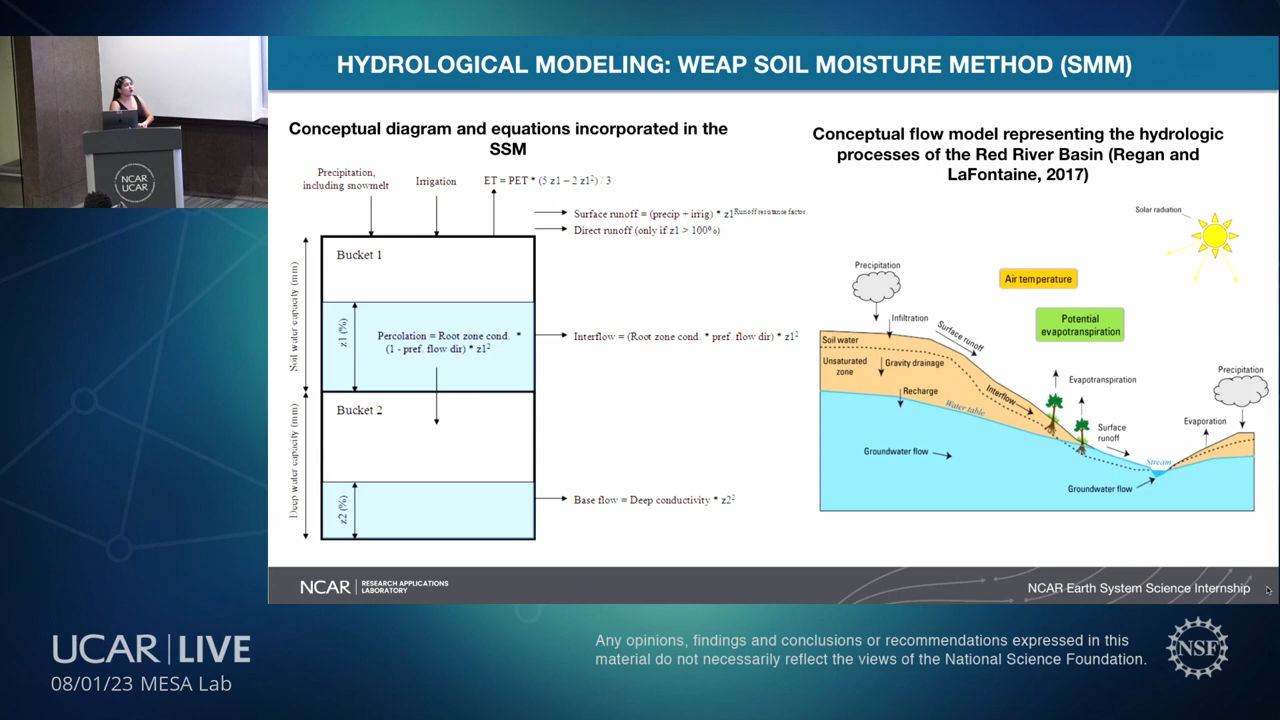 HYDROLOGICAL MODELING: WEAP SOIL MOISTURE METHOD (SMM)
NCAR
UCAR
Conceptual diagram and equations incorporated in the
SSM
Precipitation,
including snowmelt
Irrigation
ET = PET * (5 z1 – 2 z1²) / 3
Surface runoff = (precip + irrig) * z1^Runoff resistance factor
Direct runoff (only if z1 > 100%)
Soil water capacity (mm)
Bucket 1
z1 (%)
Percolation = Root zone cond. *
(1 - pref. flow dir) * z1²
Interflow = (Root zone cond. * pref. flow dir) * z1²
Deep water capacity (mm)
Bucket 2
z2 (%)
Base flow = Deep conductivity * z2²
Conceptual flow model representing the hydrologic
processes of the Red River Basin (Regan and
LaFontaine, 2017)
Solar radiation
Precipitation
Air temperature
Potential
evapotranspiration
Infiltration
Surface runoff
Soil water
Unsaturated
zone
Gravity drainage
Recharge
Interflow
Water table
Evapotranspiration
Precipitation
Evaporation
Surface
runoff
Stream
Groundwater flow
Groundwater flow
NCAR | RESEARCH APPLICATIONS
LABORATORY
NCAR Earth System Science Internship
UCAR | LIVE
08/01/23 MESA Lab
Any opinions, findings and conclusions or recommendations expressed in this
material do not necessarily reflect the views of the National Science Foundation.
NSF